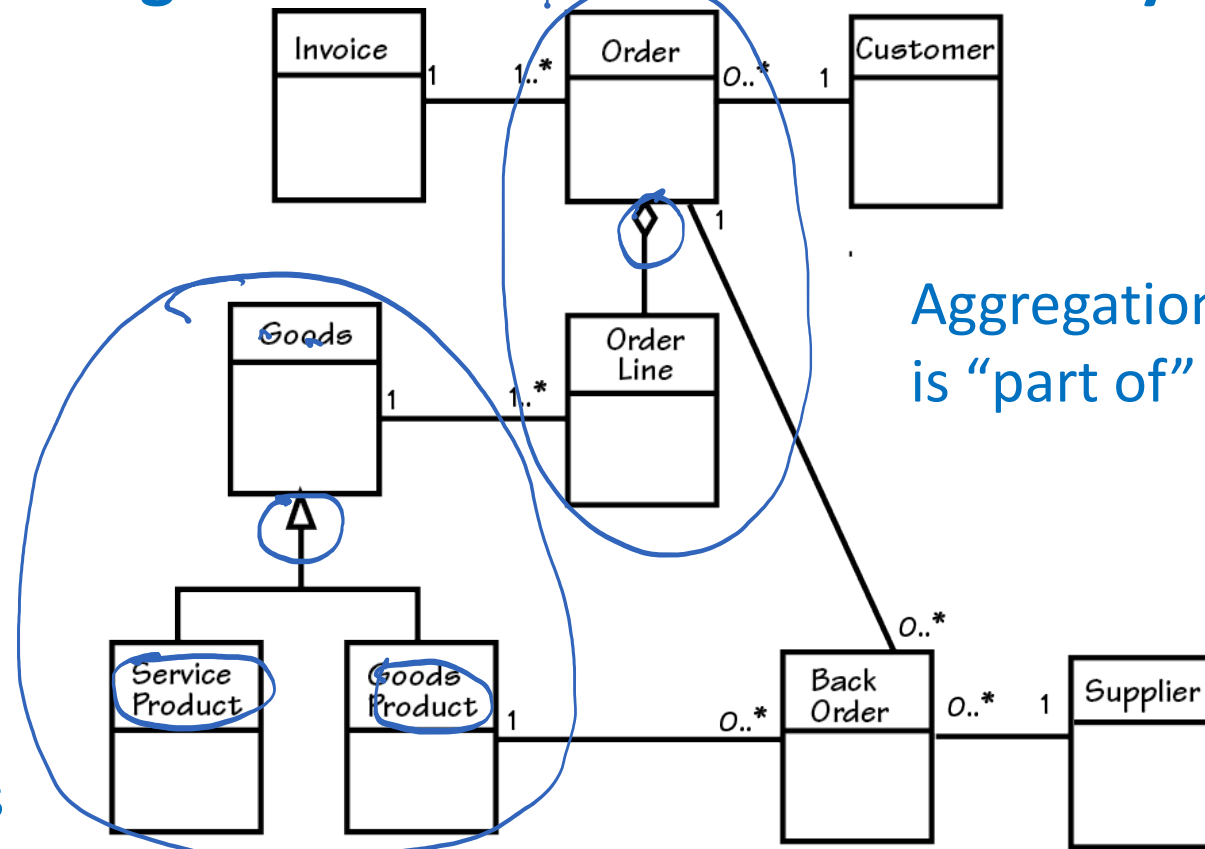 Invoice
Order
Customer
1
1..*
0..*
1
1
Aggregation
is “part of”
Goods
Order
Line
1
1..*
0..*
Service
Product
Goods
Product
Back
Order
Supplier
1
0..*
0..*
1